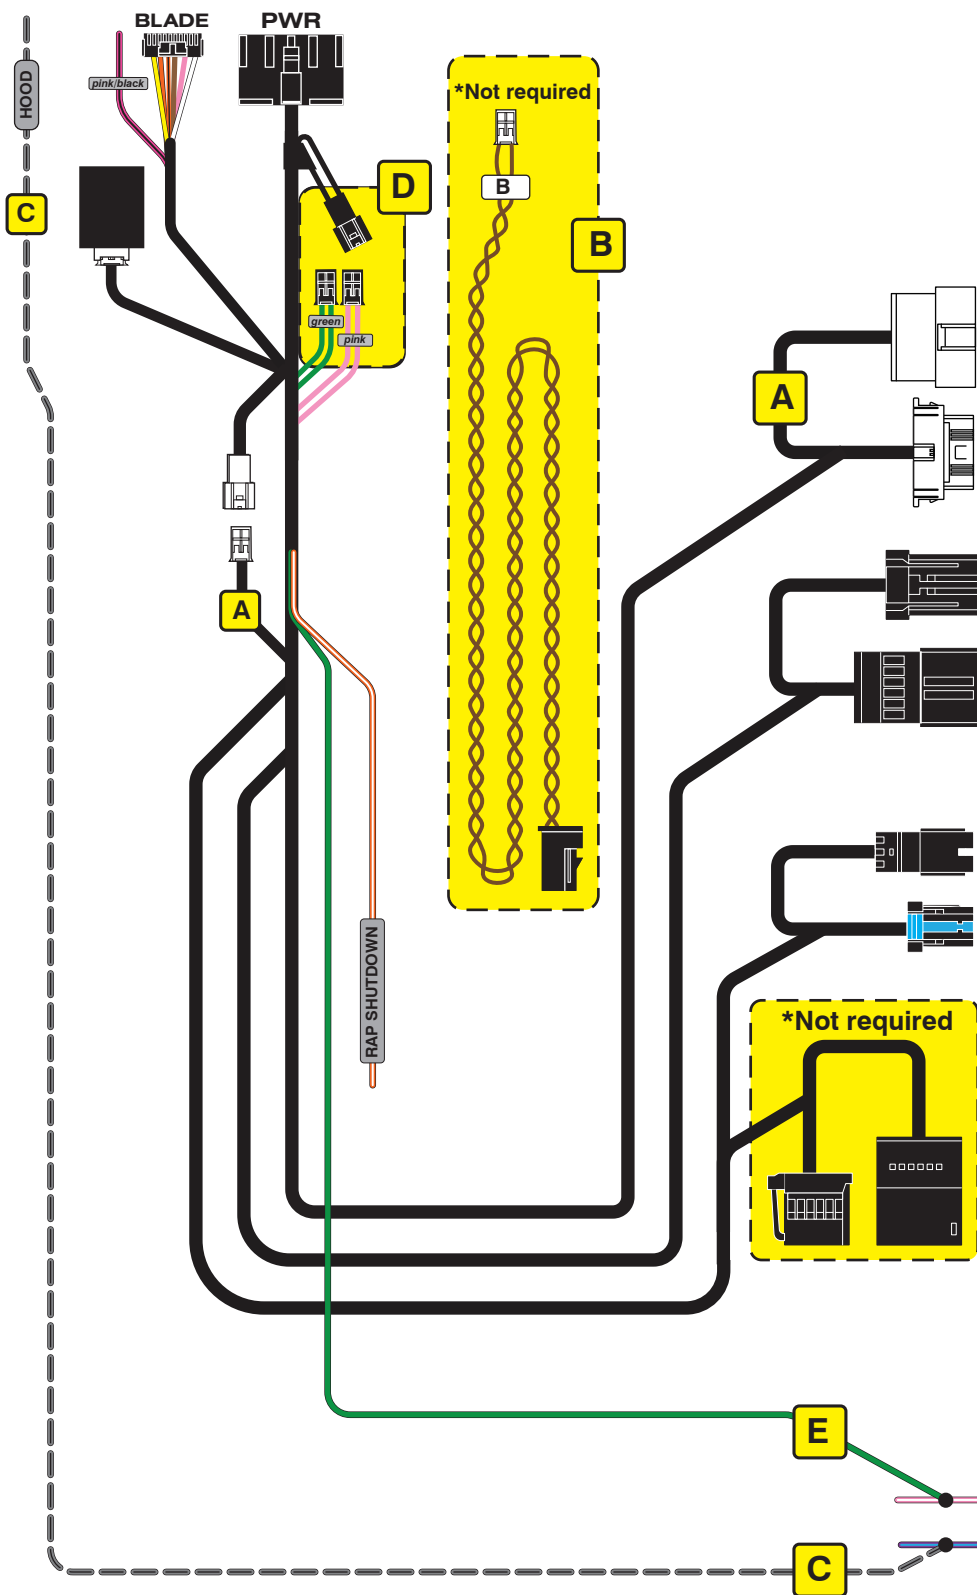 BLADE
PWR
HOOD
pink/black
*Not required
D
B
C
B
green
pink
A
A
RAP SHUTDOWN
*Not required
E
C